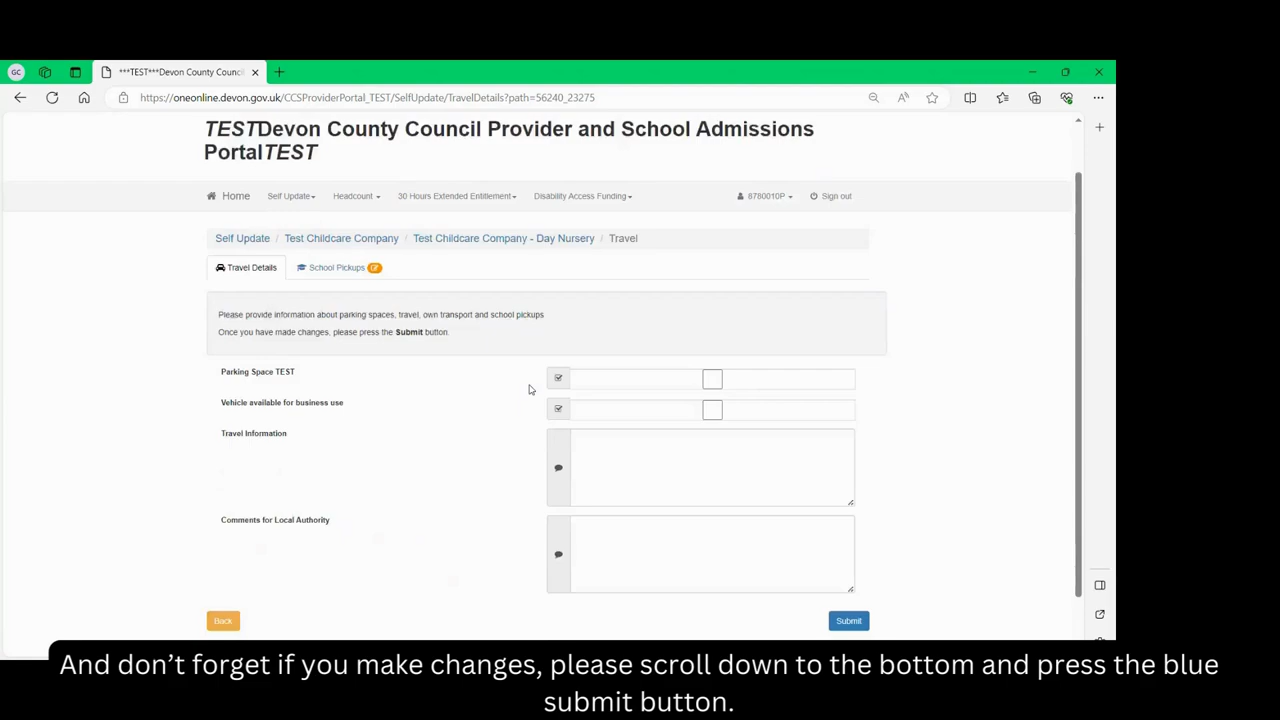 GC
***TEST***Devon County Counci
https://oneonline.devon.gov.uk/CCSProviderPortal_TEST/SelfUpdate/TravelDetails?path=56240_23275
TESTDevon County Council Provider and School Admissions
PortalTEST
Home Self Update Headcount 30 Hours Extended Entitlement Disability Access Funding 8780010P Sign out
Self Update / Test Childcare Company / Test Childcare Company - Day Nursery / Travel
Travel Details School Pickups
Please provide information about parking spaces, travel, own transport and school pickups
Once you have made changes, please press the Submit button.
Parking Space TEST
Vehicle available for business use
Travel Information
Comments for Local Authority
Back Submit
And don’t forget if you make changes, please scroll down to the bottom and press the blue
submit button.